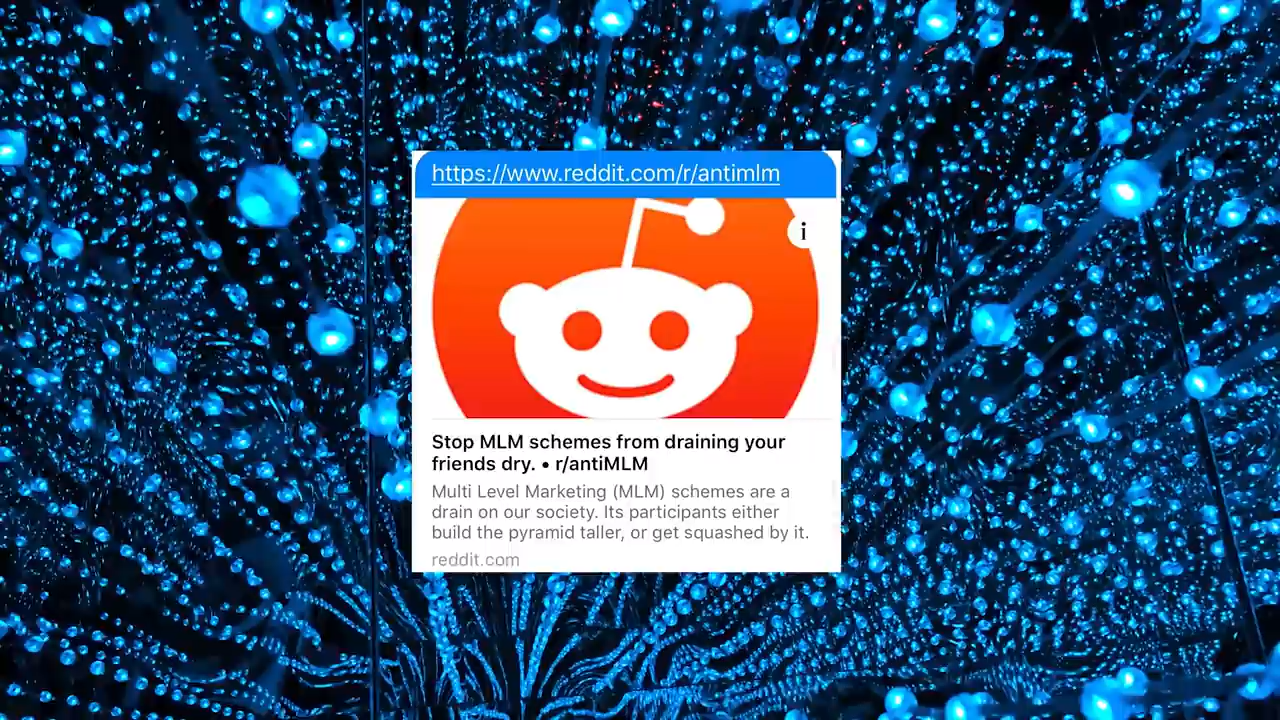 https://www.reddit.com/r/antimlm
i
Stop MLM schemes from draining your
friends dry. • r/antiMLM
Multi Level Marketing (MLM) schemes are a
drain on our society. Its participants either
build the pyramid taller, or get squashed by it.
reddit.com